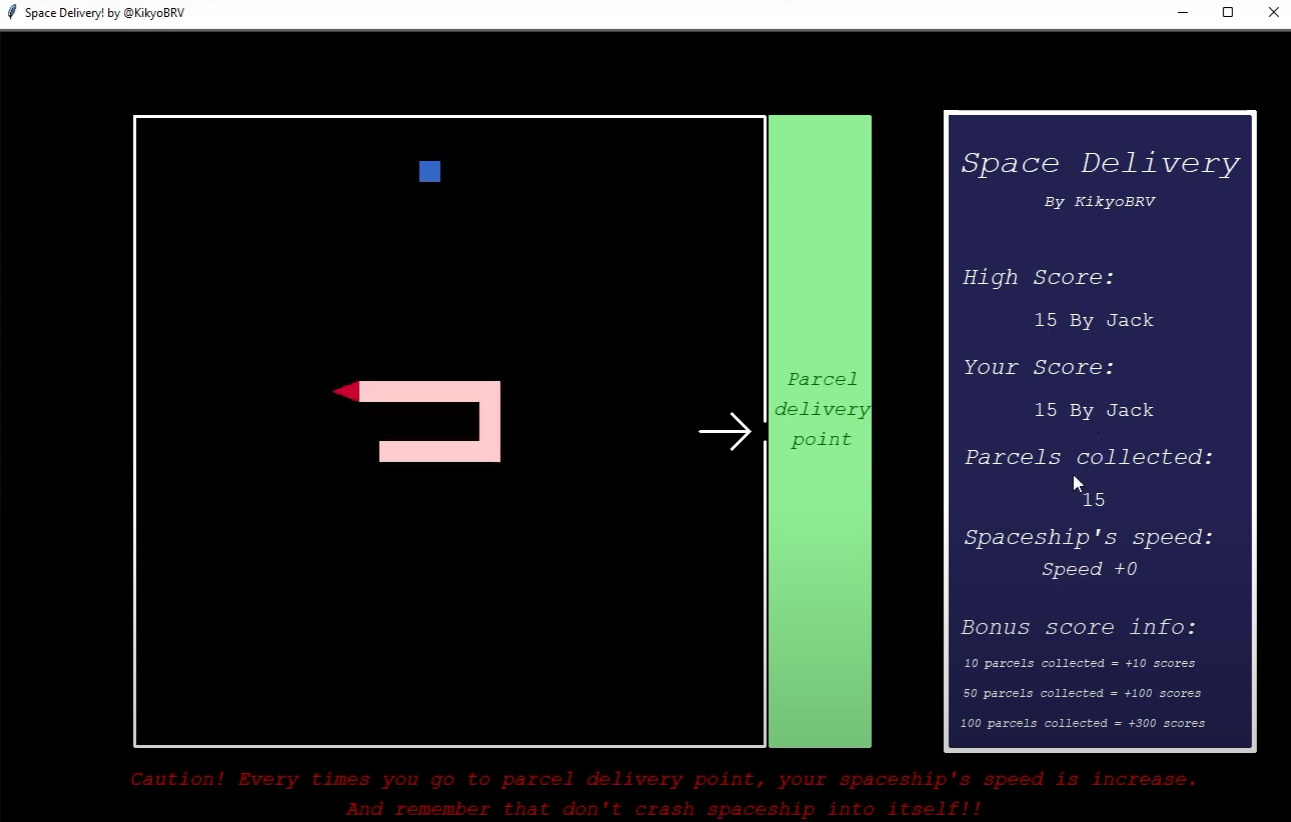 Space Delivery! by @KikyoBRV
Parcel
delivery
point
Space Delivery
By KikyoBRV
High Score:
15 By Jack
Your Score:
15 By Jack
Parcels collected:
15
Spaceship's speed:
Speed +0
Bonus score info:
10 parcels collected = +10 scores
50 parcels collected = +100 scores
100 parcels collected = +300 scores
Caution! Every times you go to parcel delivery point, your spaceship's speed is increase.
And remember that don't crash spaceship into itself!!